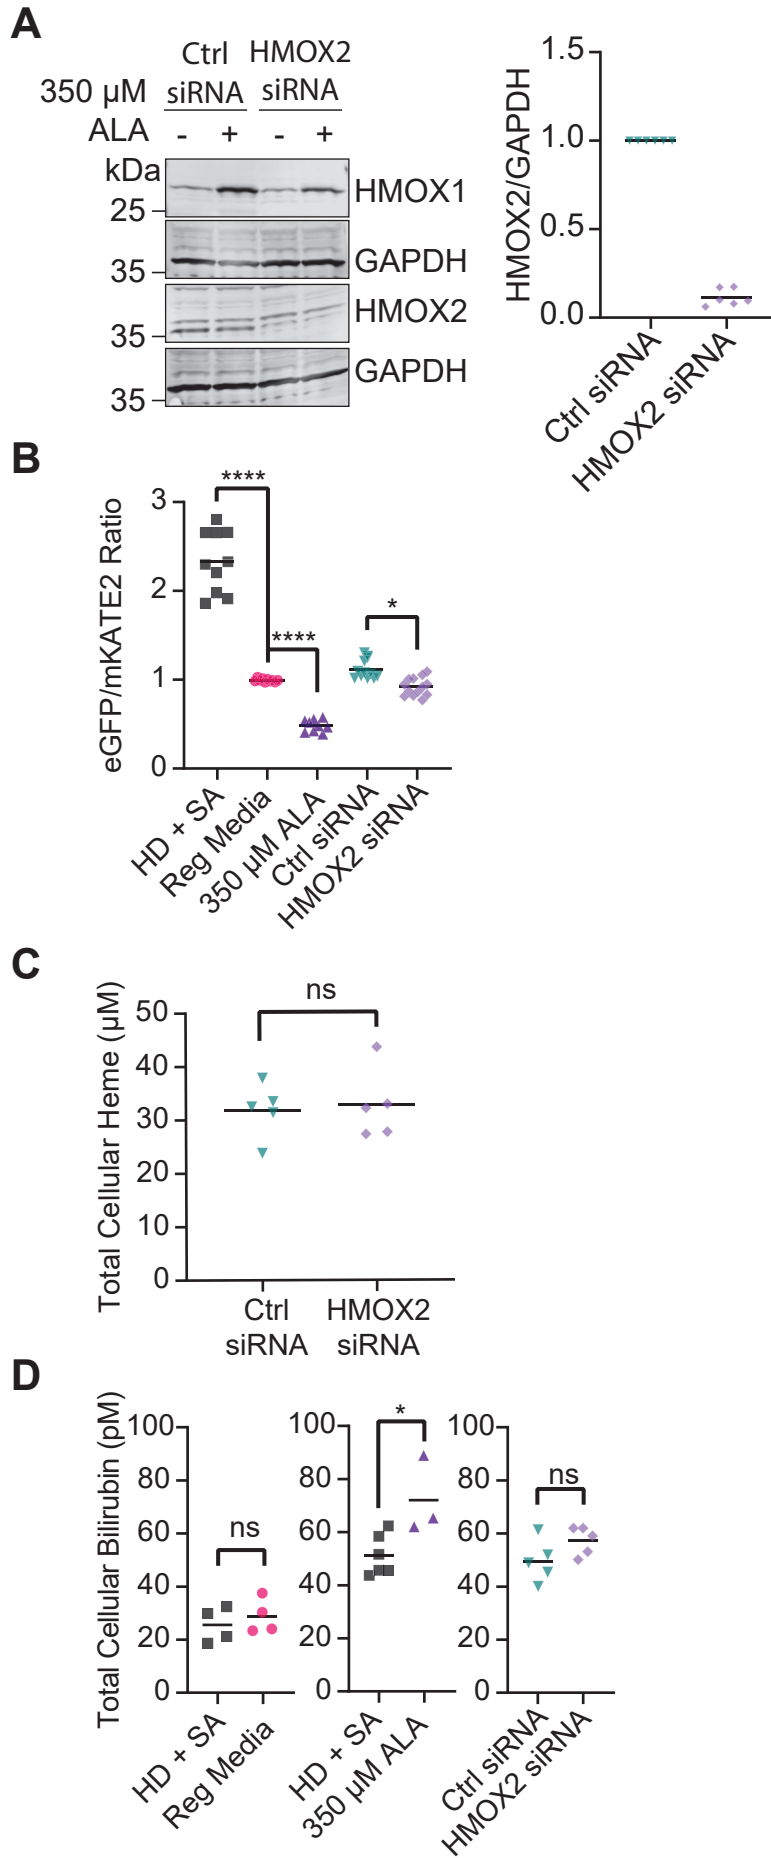 A
Ctrl HMOX2
350 µM siRNA siRNA
ALA - + - +
kDa
HMOX1
25
GAPDH
35
HMOX2
35
GAPDH
35
HMOX2/GAPDH
1.5
1.0
0.5
0.0
Ctrl siRNA
HMOX2 siRNA
B
eGFP/mKATE2 Ratio
3
2
1
0
****
****
*
HD + SA
Reg Media
350 µM ALA
Ctrl siRNA
HMOX2 siRNA
C
Total Cellular Heme (µM)
50
40
30
20
10
0
ns
Ctrl siRNA
HMOX2 siRNA
D
Total Cellular Bilirubin (pM)
100
80
60
40
20
0
ns
HD + SA
Reg Media
100
80
60
40
20
0
*
HD + SA
350 µM ALA
100
80
60
40
20
0
ns
Ctrl siRNA
HMOX2 siRNA